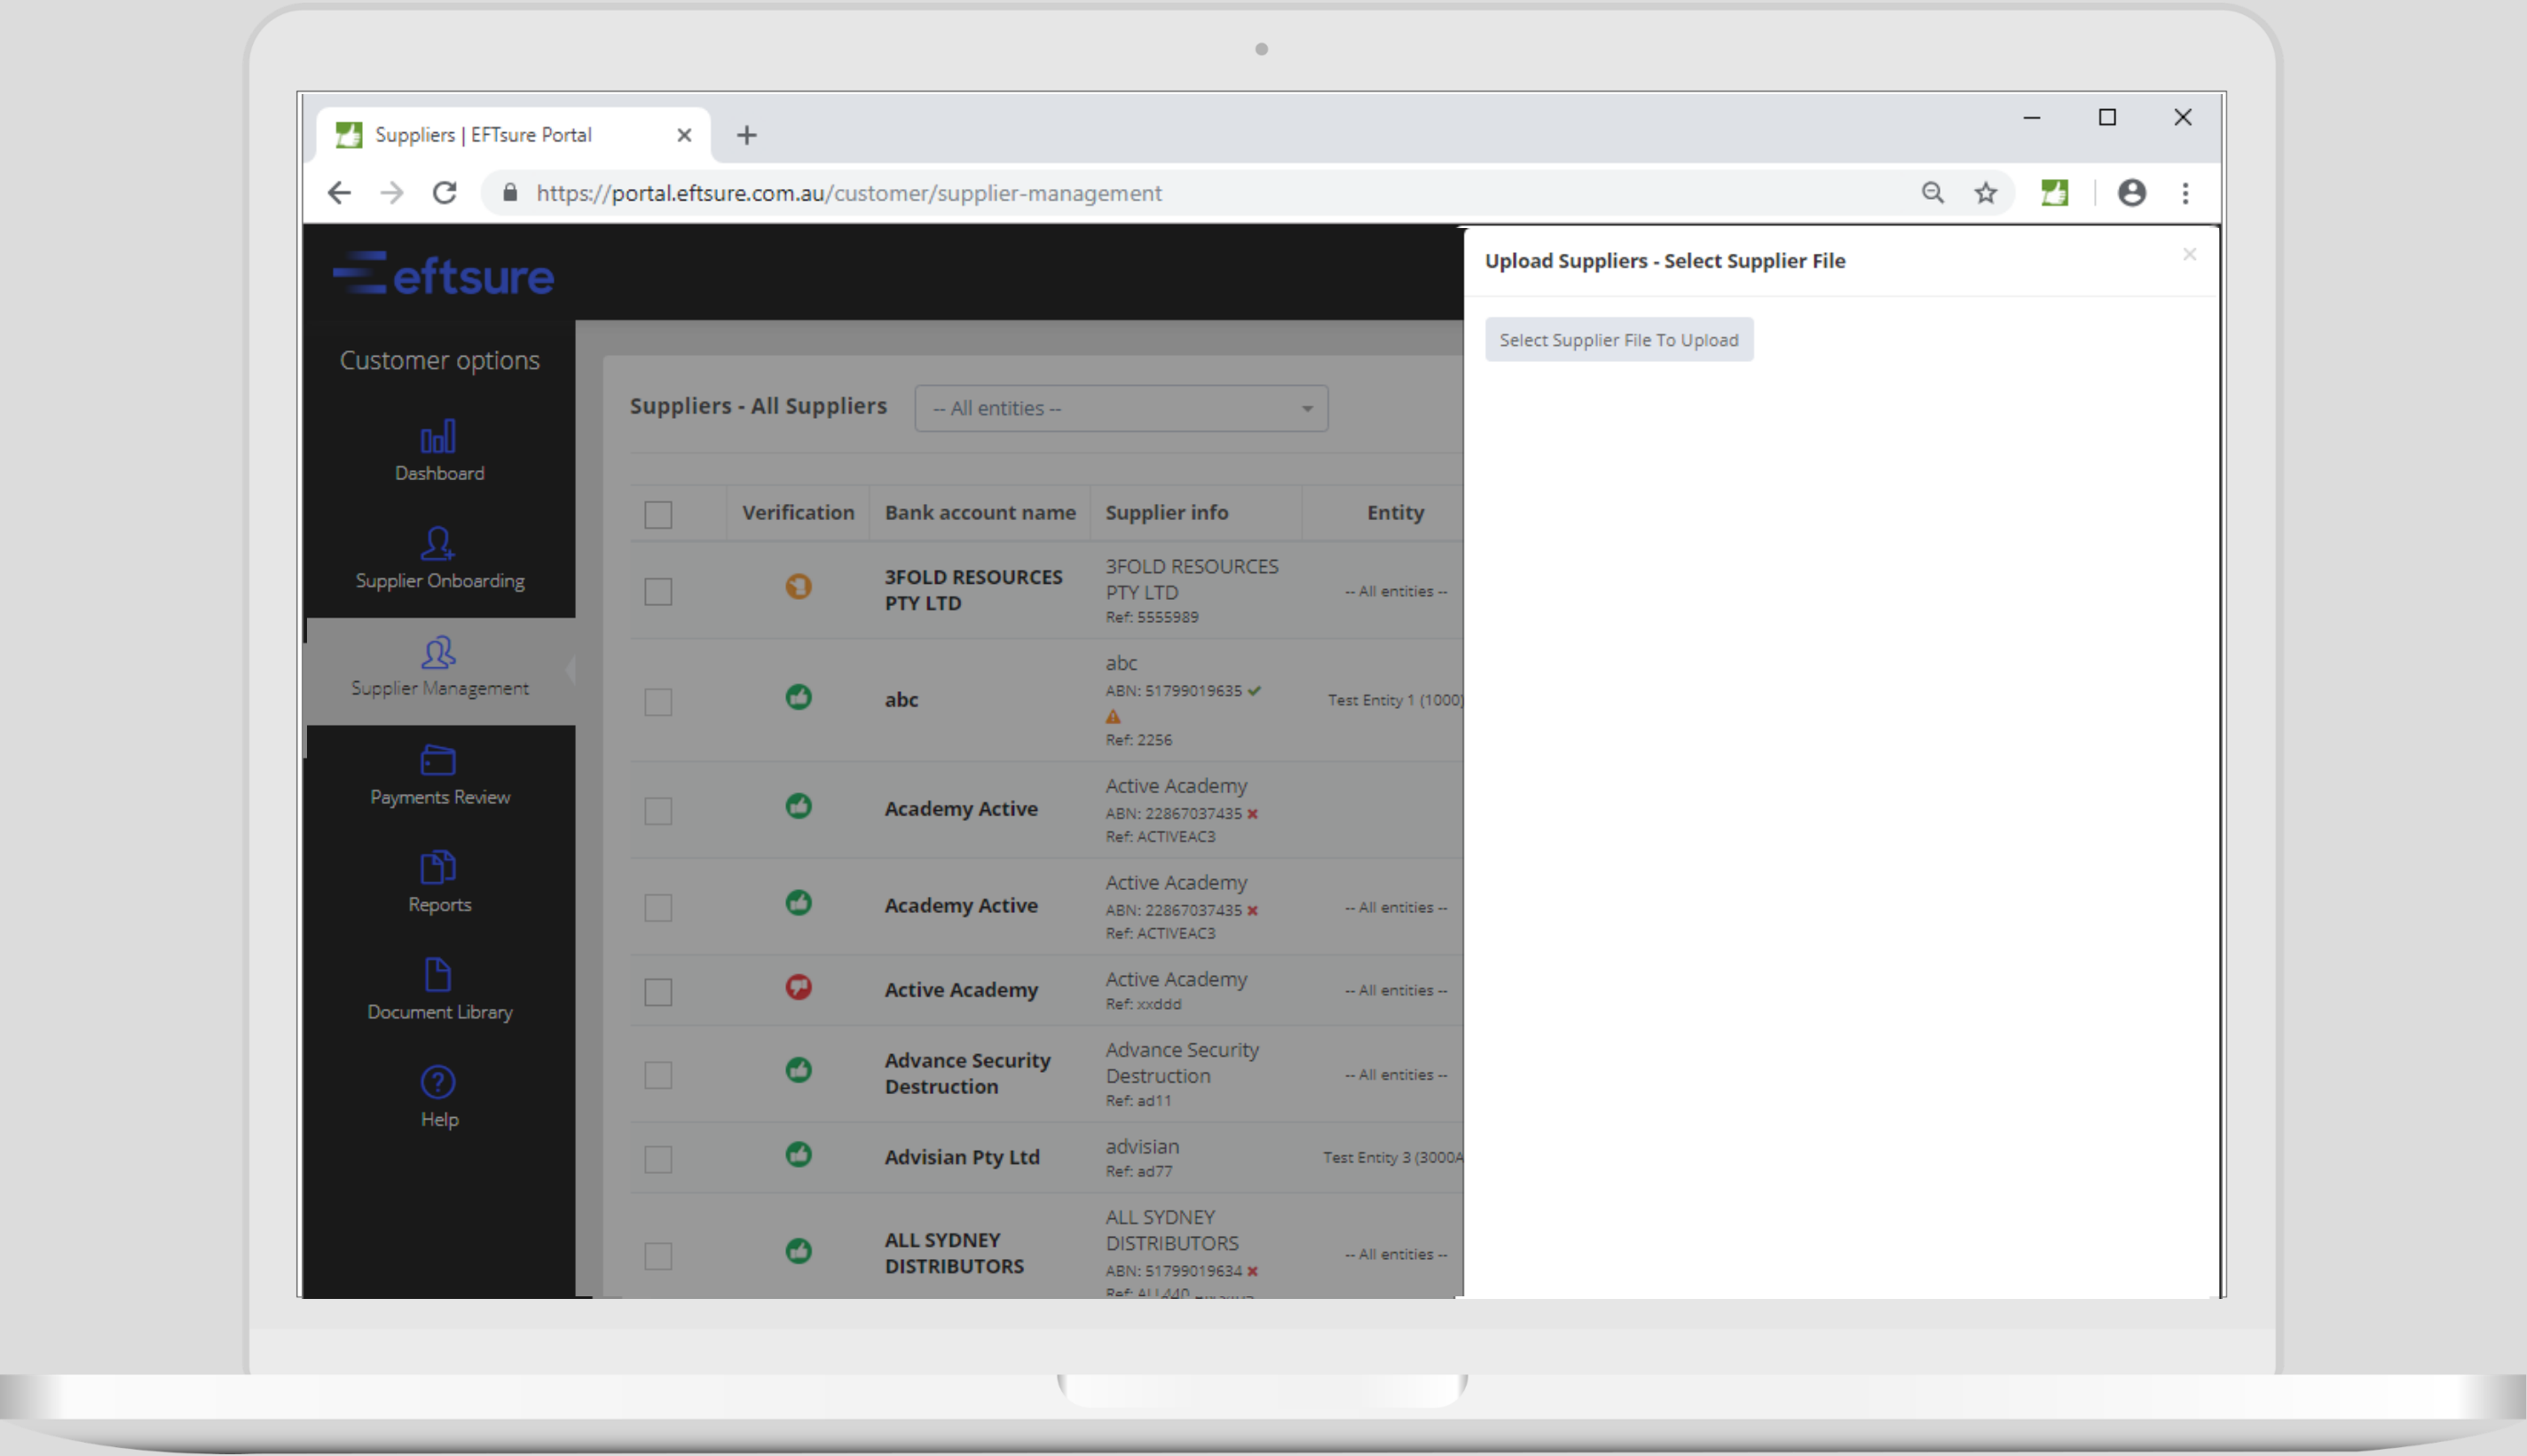 Suppliers | EFTsure Portal
https://portal.eftsure.com.au/customer/supplier-management
eftsure
Upload Suppliers - Select Supplier File
Select Supplier File To Upload
Customer options
Dashboard
Supplier Onboarding
Supplier Management
Payments Review
Reports
Document Library
Help
Suppliers - All Suppliers
-- All entities --
Verification
Bank account name
Supplier info
Entity
3FOLD RESOURCES
PTY LTD
3FOLD RESOURCES
PTY LTD
Ref: 5555989
-- All entities --
abc
abc
ABN: 51799019635
Ref: 2256
Test Entity 1 (1000)
Academy Active
Active Academy
ABN: 22867037435
Ref: ACTIVEAC3
Academy Active
Active Academy
ABN: 22867037435
Ref: ACTIVEAC3
-- All entities --
Active Academy
Active Academy
Ref: xxddd
-- All entities --
Advance Security
Destruction
Advance Security
Destruction
Ref: ad11
-- All entities --
Advisian Pty Ltd
advisian
Ref: ad77
Test Entity 3 (3000A
ALL SYDNEY
DISTRIBUTORS
ALL SYDNEY
DISTRIBUTORS
ABN: 51799019634
Ref: ALL440
-- All entities --